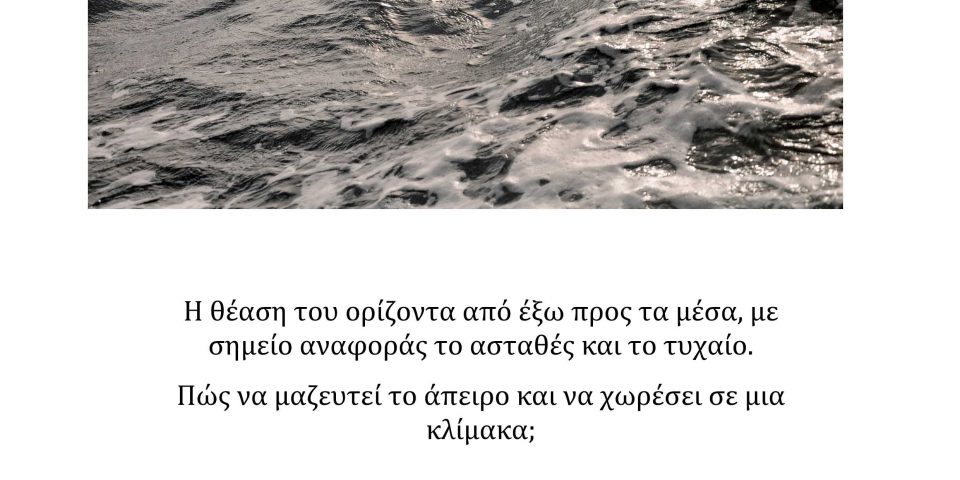 Η θέαση του ορίζοντα από έξω προς τα μέσα, με
σημείο αναφοράς το ασταθές και το τυχαίο.
Πώς να μαζευτεί το άπειρο και να χωρέσει σε μια
κλίμακα;